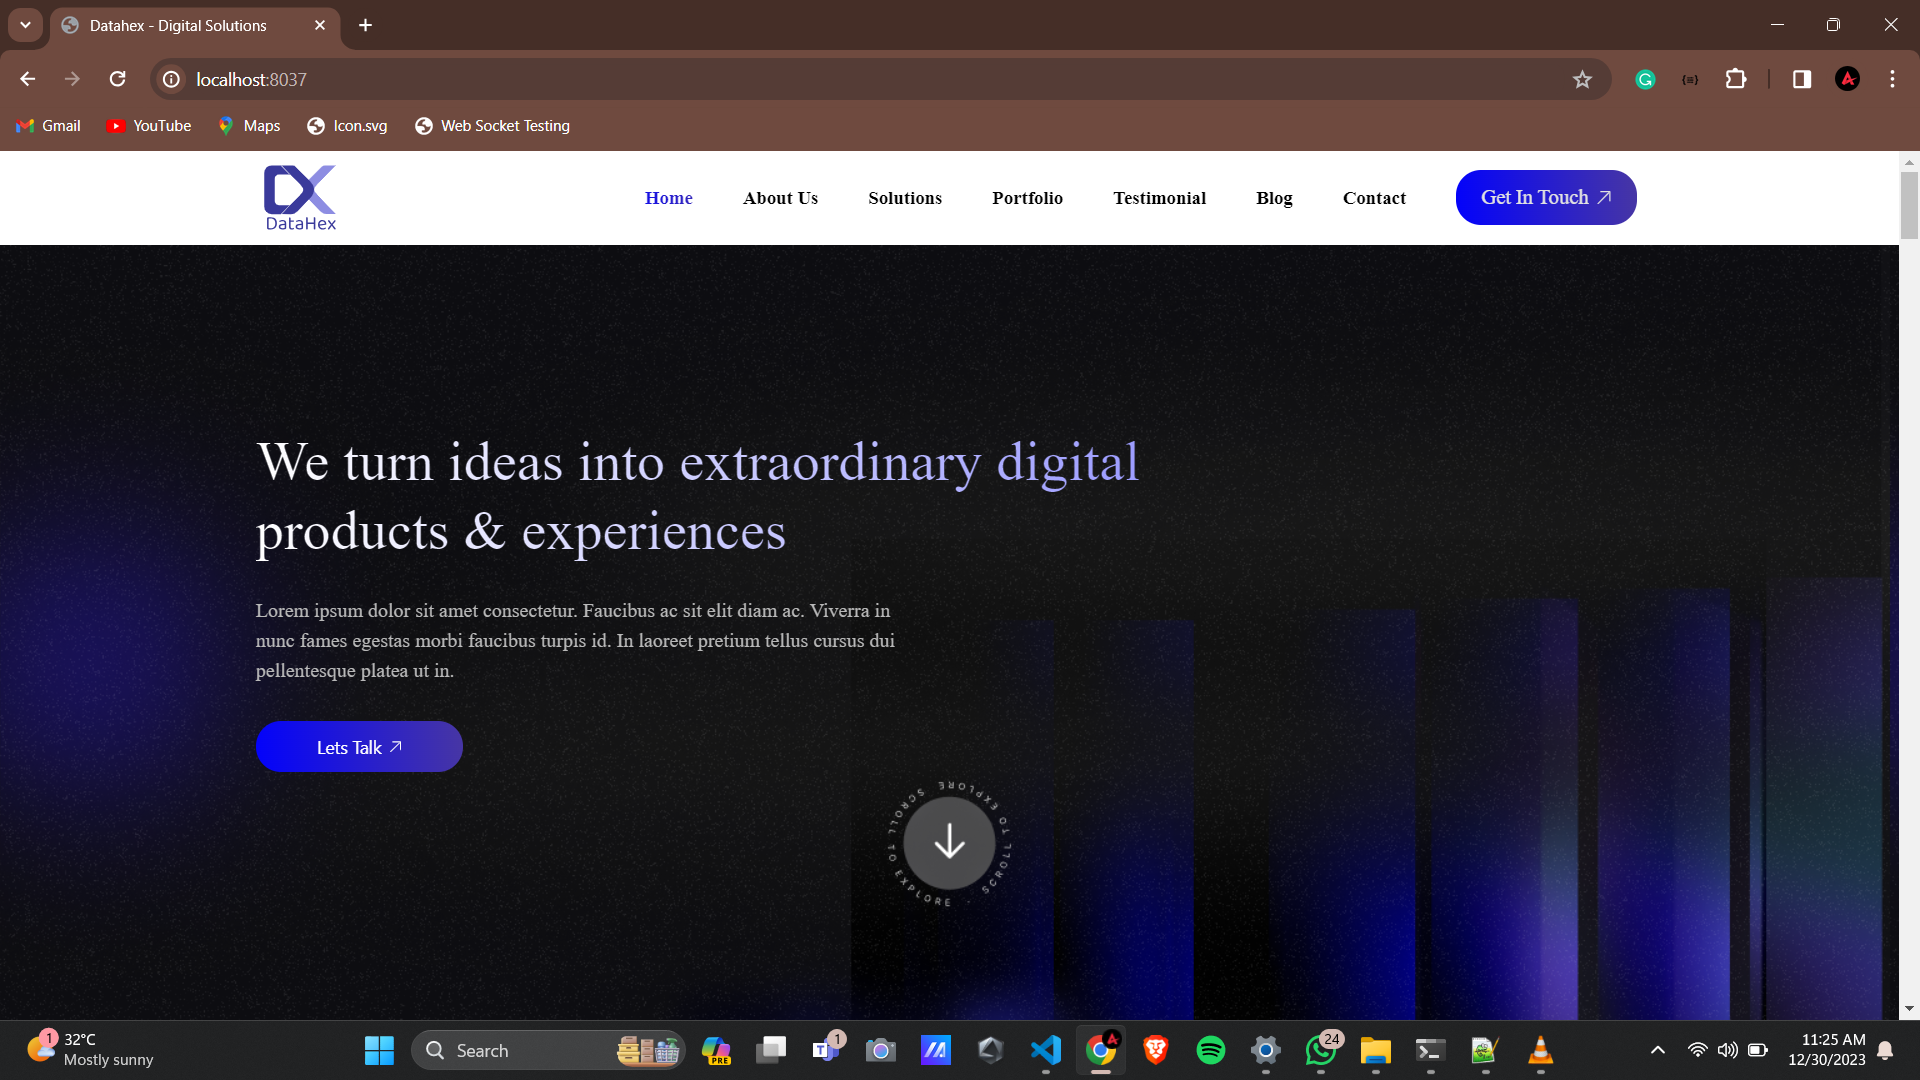 Datahex - Digital Solutions
localhost:8037
Gmail
YouTube
Maps
Icon.svg
Web Socket Testing
DataHex
Home
About Us
Solutions
Portfolio
Testimonial
Blog
Contact
Get In Touch
We turn ideas into extraordinary digital
products & experiences
Lorem ipsum dolor sit amet consectetur. Faucibus ac sit elit diam ac. Viverra in
nunc fames egestas morbi faucibus turpis id. In laoreet pretium tellus cursus dui
pellentesque platea ut in.
Lets Talk
SCROLL TO EXPLORE · SCROLL TO EXPLORE
1
32°C
Mostly sunny
Search
PRE
1
24
11:25 AM
12/30/2023